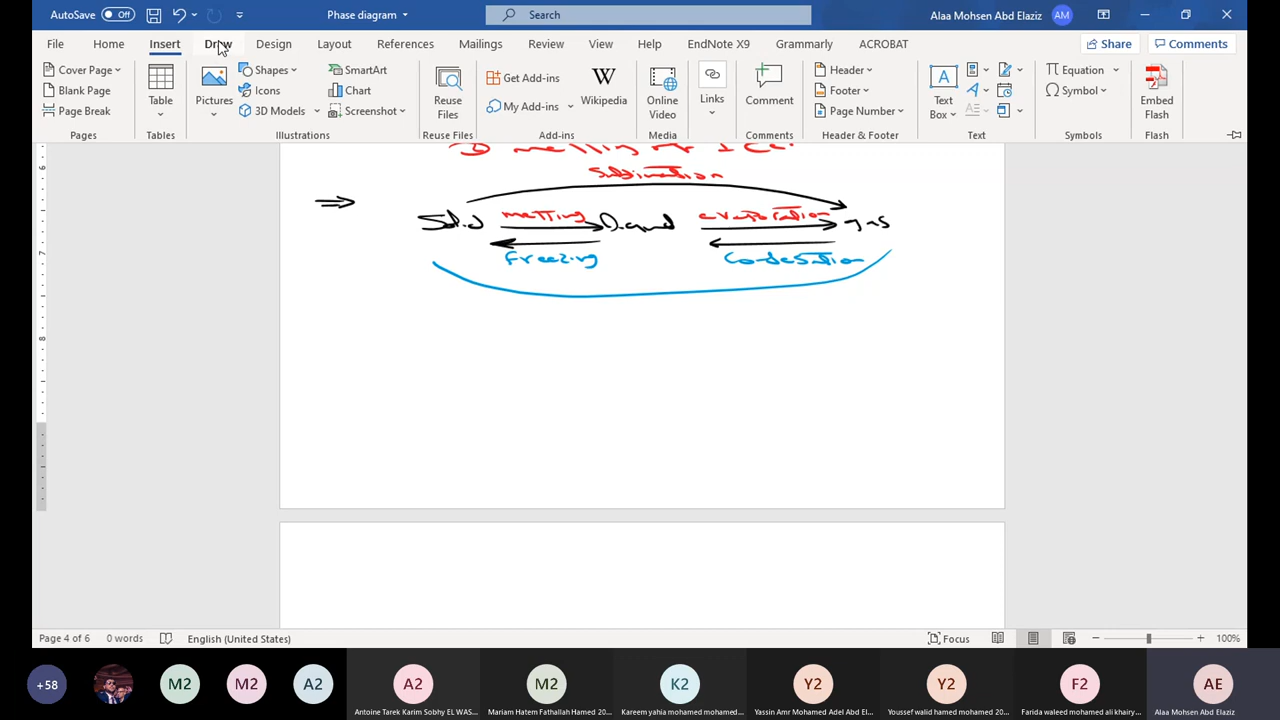 AutoSave Off Phase diagram Search Alaa Mohsen Abd Elaziz AM
File Home Insert Draw Design Layout References Mailings Review View Help EndNote X9 Grammarly ACROBAT Share Comments
Cover Page Blank Page Page Break
Pages
Table
Tables
Pictures Shapes Icons 3D Models SmartArt Chart Screenshot
Illustrations
Reuse Files
Reuse Files
Get Add-ins My Add-ins Wikipedia
Add-ins
Online Video
Media
Links
Comment
Comments
Header Footer Page Number
Header & Footer
A Text Box
Text
Equation Symbol
Symbols
Embed Flash
Flash
melting
Solid melting evaporation gas
freezing
6
7
8
Page 4 of 6 0 words English (United States) Focus 100%
+58 M2 M2 A2 A2 M2 K2 Y2 Y2 F2 AE
Antoine Tarek Karim Sobhy EL WAS... Mariam Hatem Fathallah Hamed 20... Kareem yahia mohamed mohamed... Yassin Amr Mohamed Adel Abd El... Youssef walid hamed mohamed 20... Farida waleed mohamed ali khairy... Alaa Mohsen Abd Elaziz